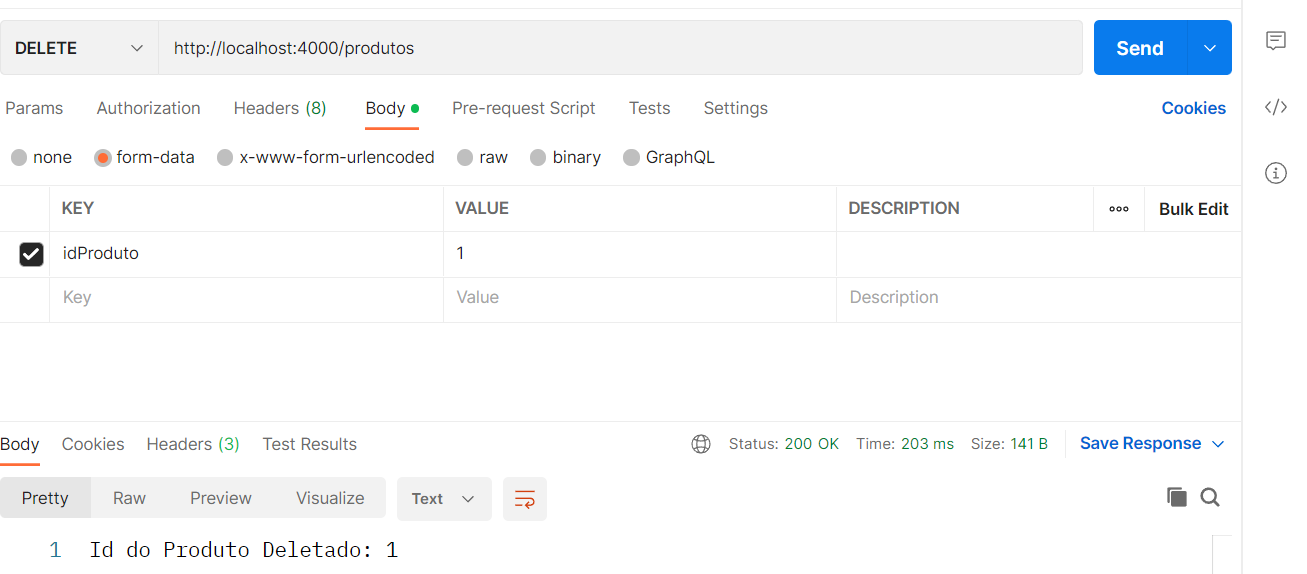 DELETE http://localhost:4000/produtos Send
Params Authorization Headers (8) Body Pre-request Script Tests Settings Cookies
none form-data x-www-form-urlencoded raw binary GraphQL
KEY VALUE DESCRIPTION ooo Bulk Edit
idProduto 1
Key Value Description
Body Cookies Headers (3) Test Results Status: 200 OK Time: 203 ms Size: 141 B Save Response
Pretty Raw Preview Visualize Text
1 Id do Produto Deletado: 1